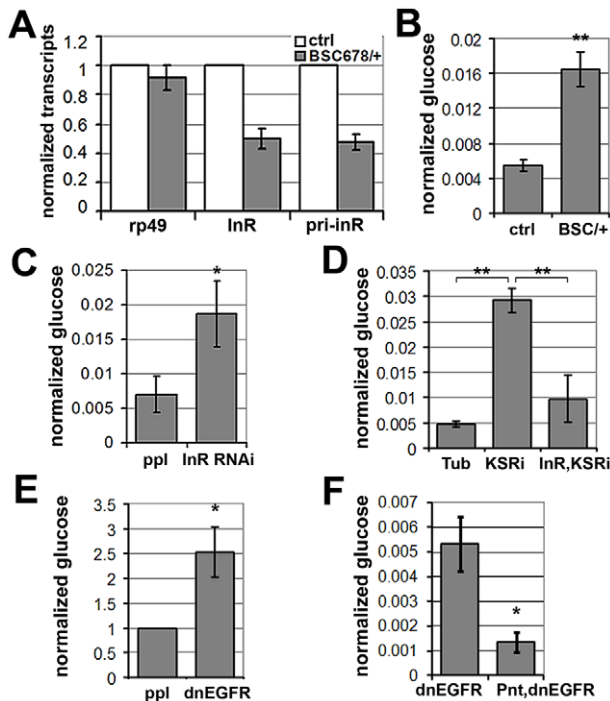 A
normalized transcripts
1.2
1
0.8
0.6
0.4
0.2
0
ctrl
BSC678/+
rp49
InR
pri-inR
B
normalized glucose
0.02
0.016
0.012
0.008
0.004
0
**
ctrl
BSC/+
C
normalized glucose
0.025
0.02
0.015
0.01
0.005
0
*
ppl
InR RNAi
D
normalized glucose
0.035
0.03
0.025
0.02
0.015
0.01
0.005
0
**
**
Tub
KSRi
InR,KSRi
E
normalized glucose
3.5
3
2.5
2
1.5
1
0.5
0
*
ppl
dnEGFR
F
normalized glucose
0.007
0.006
0.005
0.004
0.003
0.002
0.001
0
*
dnEGFR
Pnt,dnEGFR